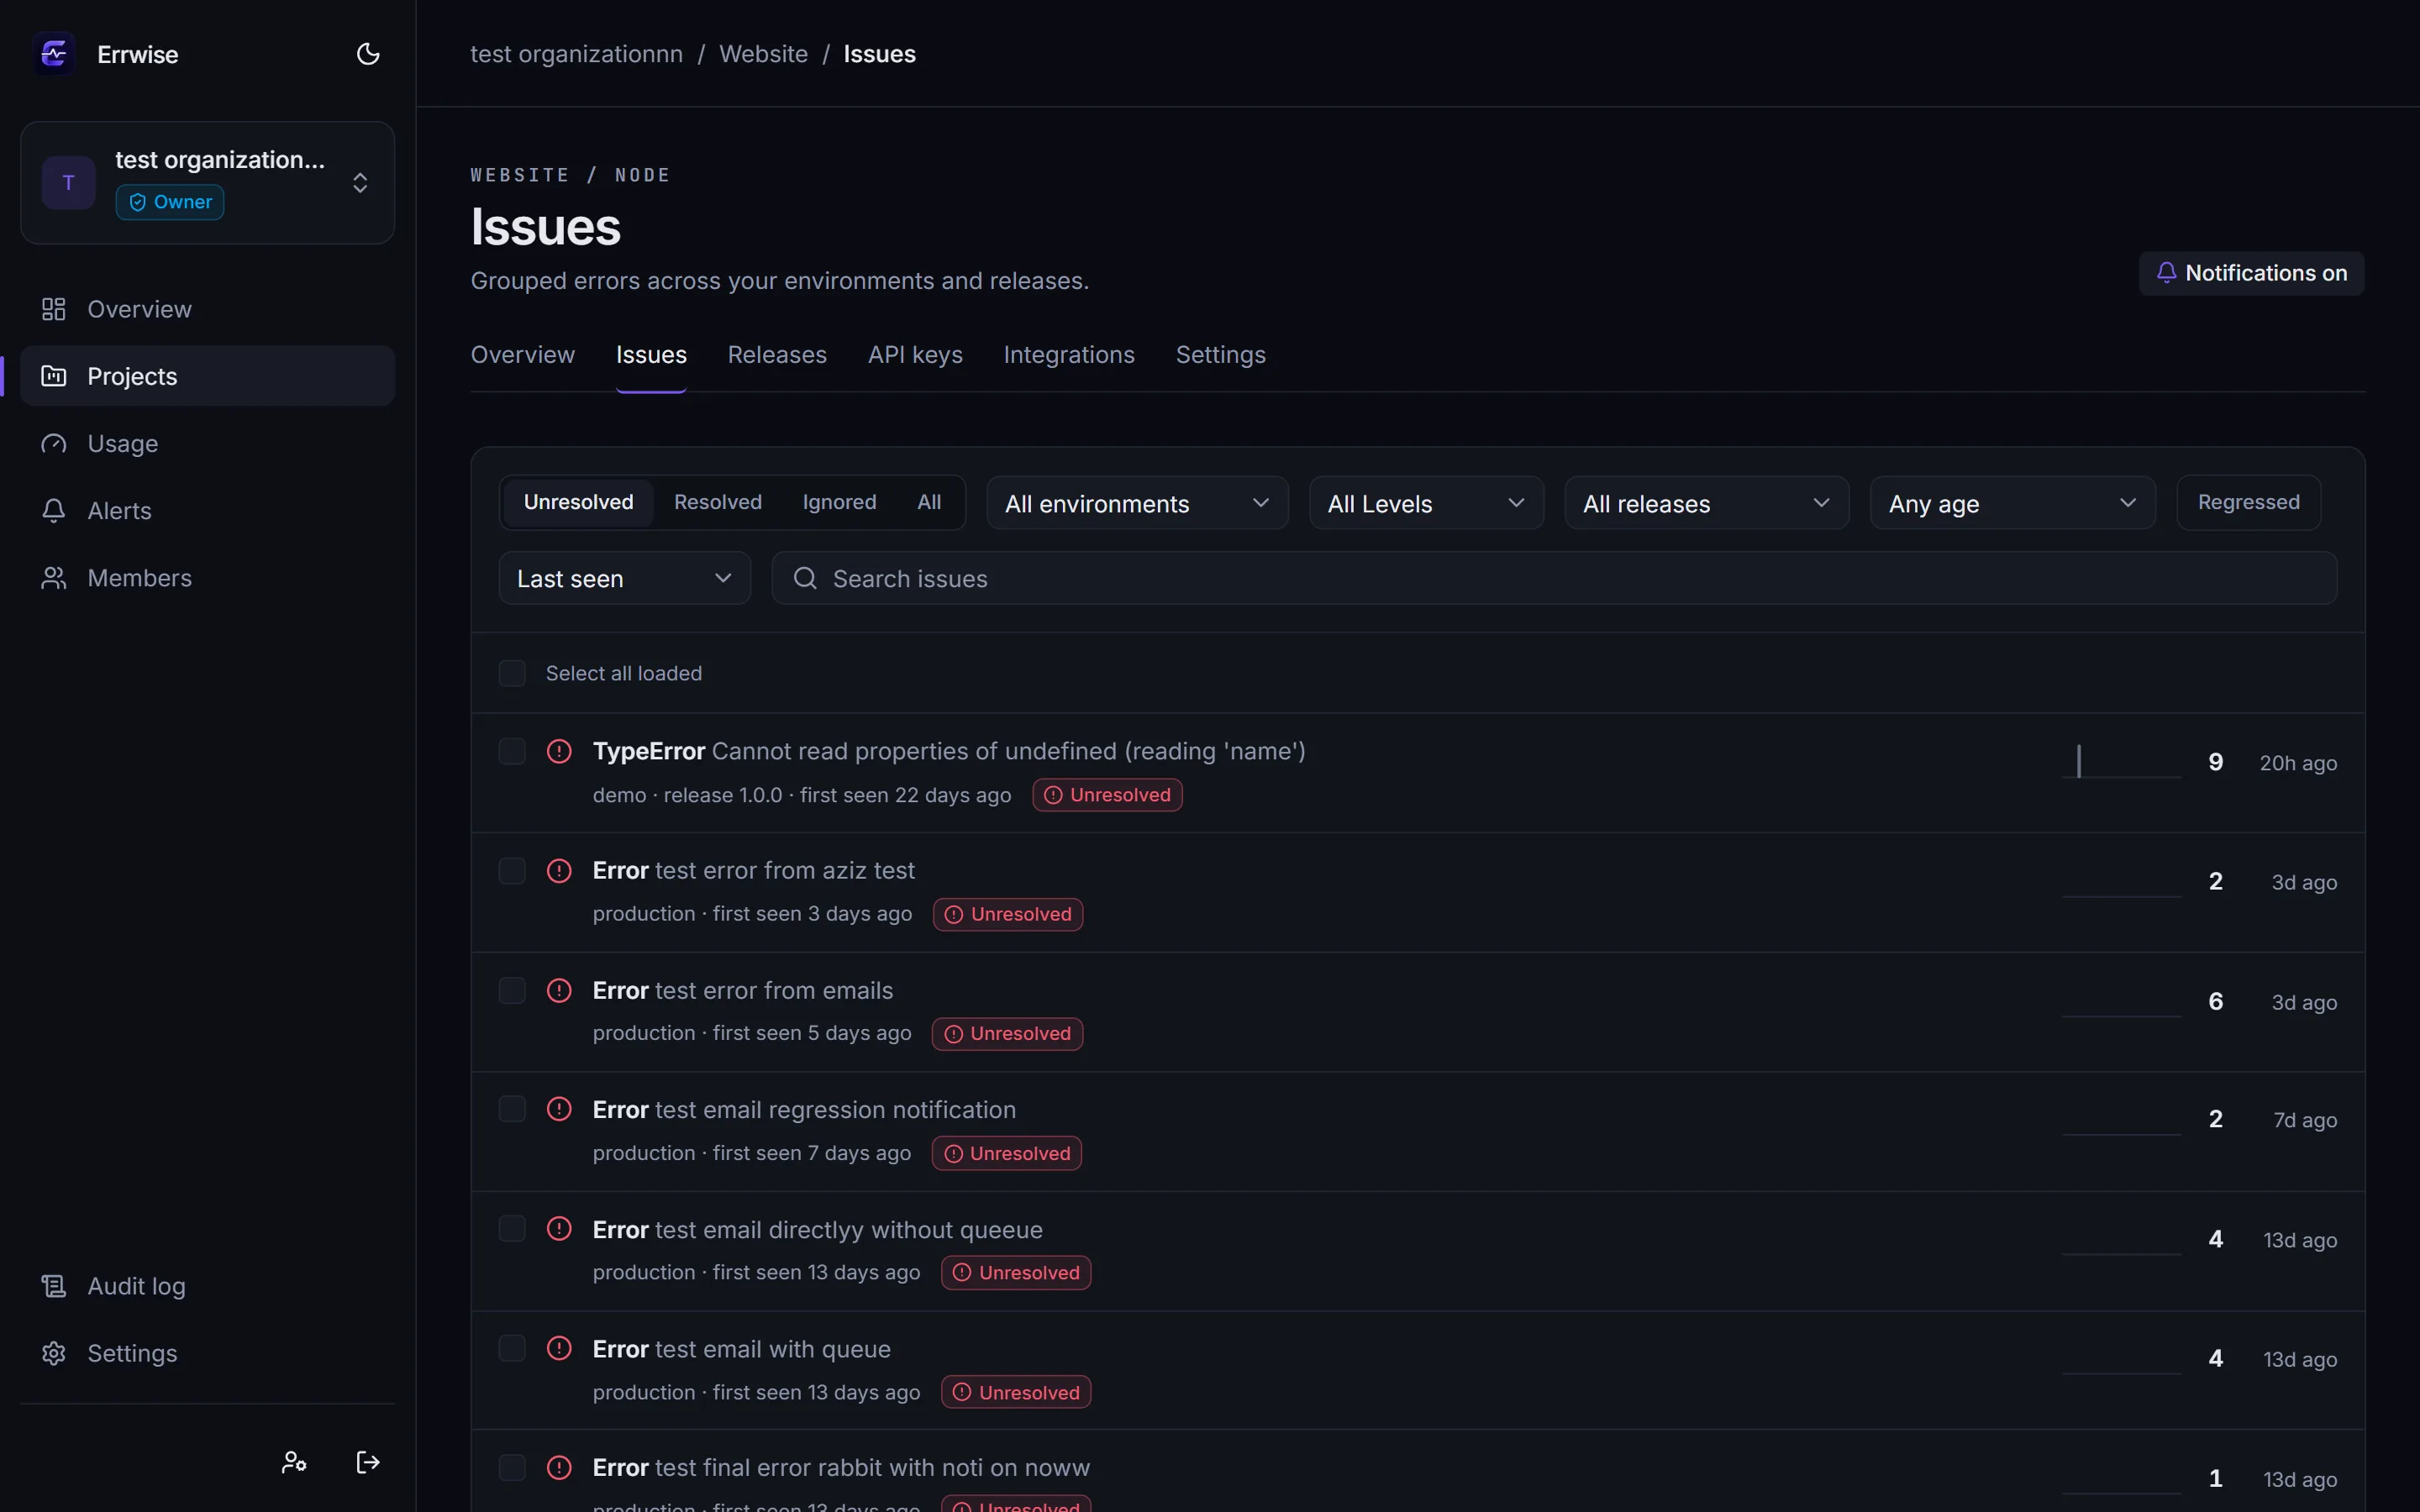 Errwise
test organization...
T
Owner
Overview
Projects
Usage
Alerts
Members
Audit log
Settings
test organizationnn / Website / Issues
WEBSITE / NODE
Issues
Grouped errors across your environments and releases.
Notifications on
Overview Issues Releases API keys Integrations Settings
Unresolved Resolved Ignored All All environments All Levels All releases Any age Regressed
Last seen Search issues
Select all loaded
TypeError Cannot read properties of undefined (reading 'name') 9 20h ago
demo · release 1.0.0 · first seen 22 days ago Unresolved
Error test error from aziz test 2 3d ago
production · first seen 3 days ago Unresolved
Error test error from emails 6 3d ago
production · first seen 5 days ago Unresolved
Error test email regression notification 2 7d ago
production · first seen 7 days ago Unresolved
Error test email directlyy without queeue 4 13d ago
production · first seen 13 days ago Unresolved
Error test email with queue 4 13d ago
production · first seen 13 days ago Unresolved
Error test final error rabbit with noti on noww 1 13d ago
production · first seen 13 days ago Unresolved